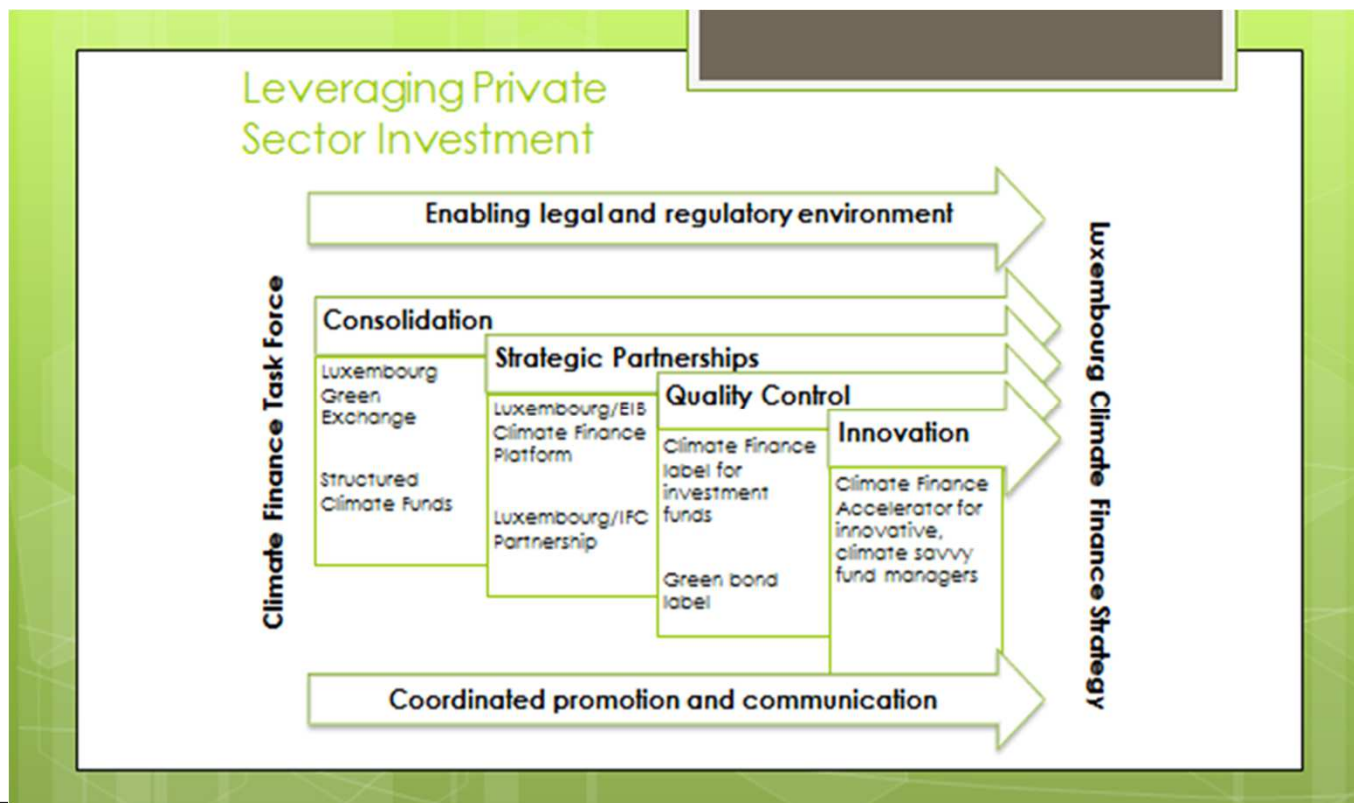 Leveraging Private
Sector Investment
Enabling legal and regulatory environment
Climate Finance Task Force
Consolidation
Luxembourg
Green
Exchange
Structured
Climate Funds
Strategic Partnerships
Luxembourg/EIB
Climate Finance
Platform
Luxembourg/IFC
Partnership
Quality Control
Climate Finance
label for
investment
funds
Green bond
label
Innovation
Climate Finance
Accelerator for
innovative,
climate savvy
fund managers
Luxembourg Climate Finance Strategy
Coordinated promotion and communication